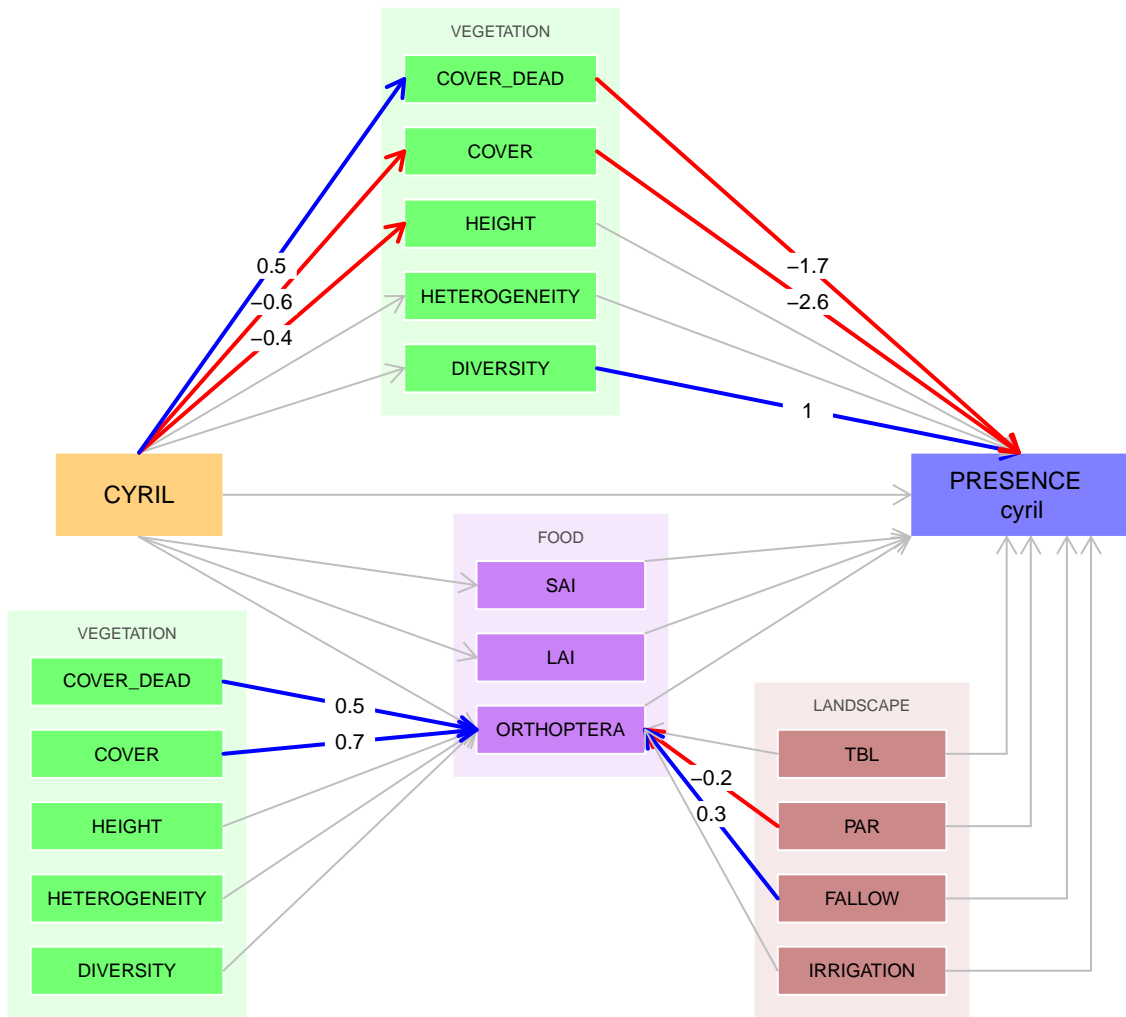 VEGETATION
COVER_DEAD
COVER
HEIGHT
HETEROGENEITY
DIVERSITY
0.5
−0.6
−0.4
−1.7
−2.6
1
CYRIL
PRESENCE
cyril
FOOD
SAI
LAI
ORTHOPTERA
VEGETATION
COVER_DEAD
COVER
HEIGHT
HETEROGENEITY
DIVERSITY
0.5
0.7
−0.2
0.3
LANDSCAPE
TBL
PAR
FALLOW
IRRIGATION